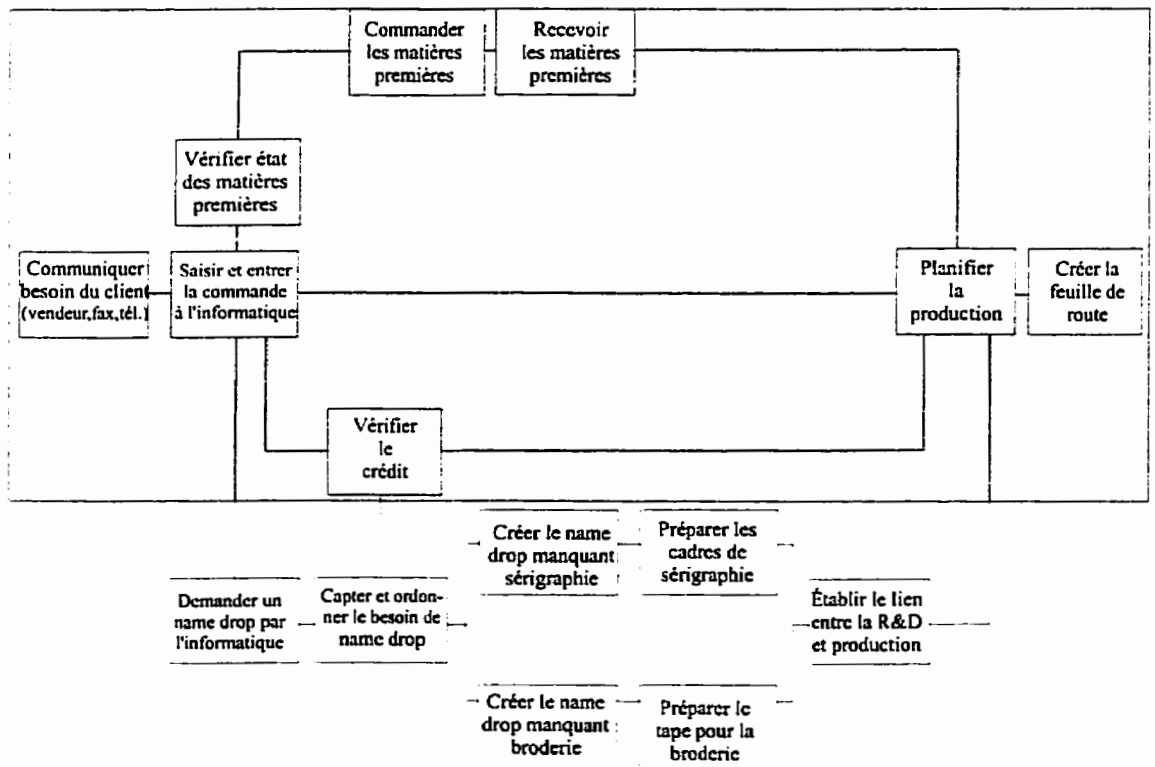 Commander
les matières
premières
Recevoir
les matières
premières
Vérifier état
des matières
premières
Communiquer
besoin du client
(vendeur,fax,tél.)
Saisir et entrer
la commande
à l'informatique
Planifier
la
production
Créer la
feuille de
route
Vérifier
le
crédit
Créer le name
drop manquant
sérigraphie
Préparer les
cadres de
sérigraphie
Demander un
name drop par
l'informatique
Capter et ordon-
ner le besoin de
name drop
Établir le lien
entre la R&D
et production
Créer le name
drop manquant
broderie
Préparer le
tape pour la
broderie